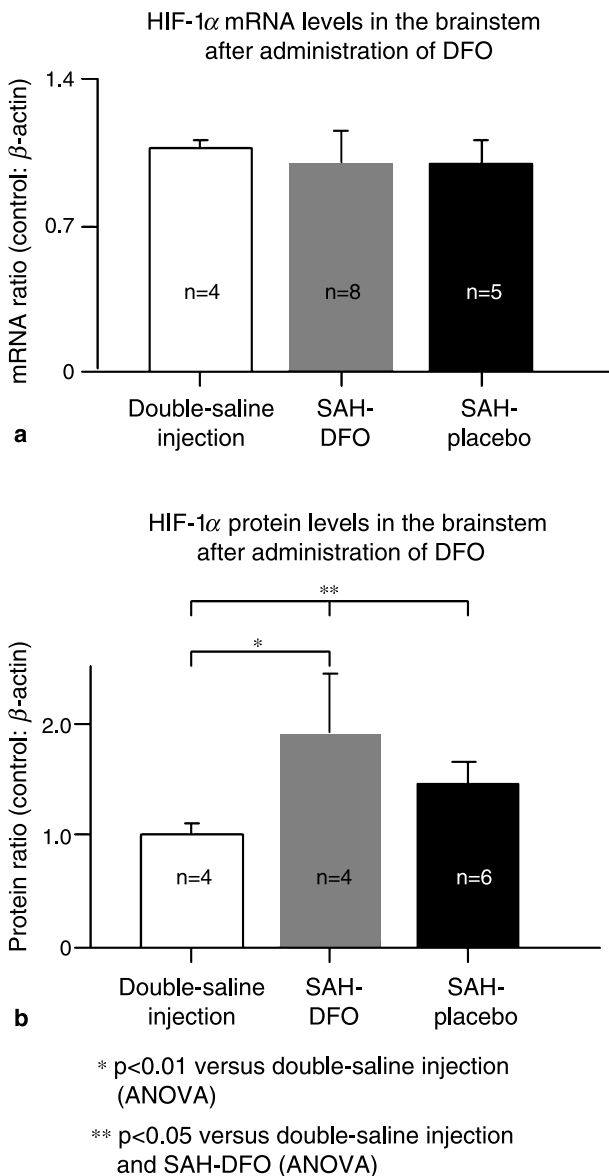 HIF-1α mRNA levels in the brainstem
after administration of DFO
mRNA ratio (control: β-actin)
1.4
0.7
0
n=4
n=8
n=5
Double-saline
injection
SAH-
DFO
SAH-
placebo
a
HIF-1α protein levels in the brainstem
after administration of DFO
**
*
Protein ratio (control: β-actin)
2.0
1.0
0
n=4
n=4
n=6
Double-saline
injection
SAH-
DFO
SAH-
placebo
b
* p<0.01 versus double-saline injection
(ANOVA)
** p<0.05 versus double-saline injection
and SAH-DFO (ANOVA)